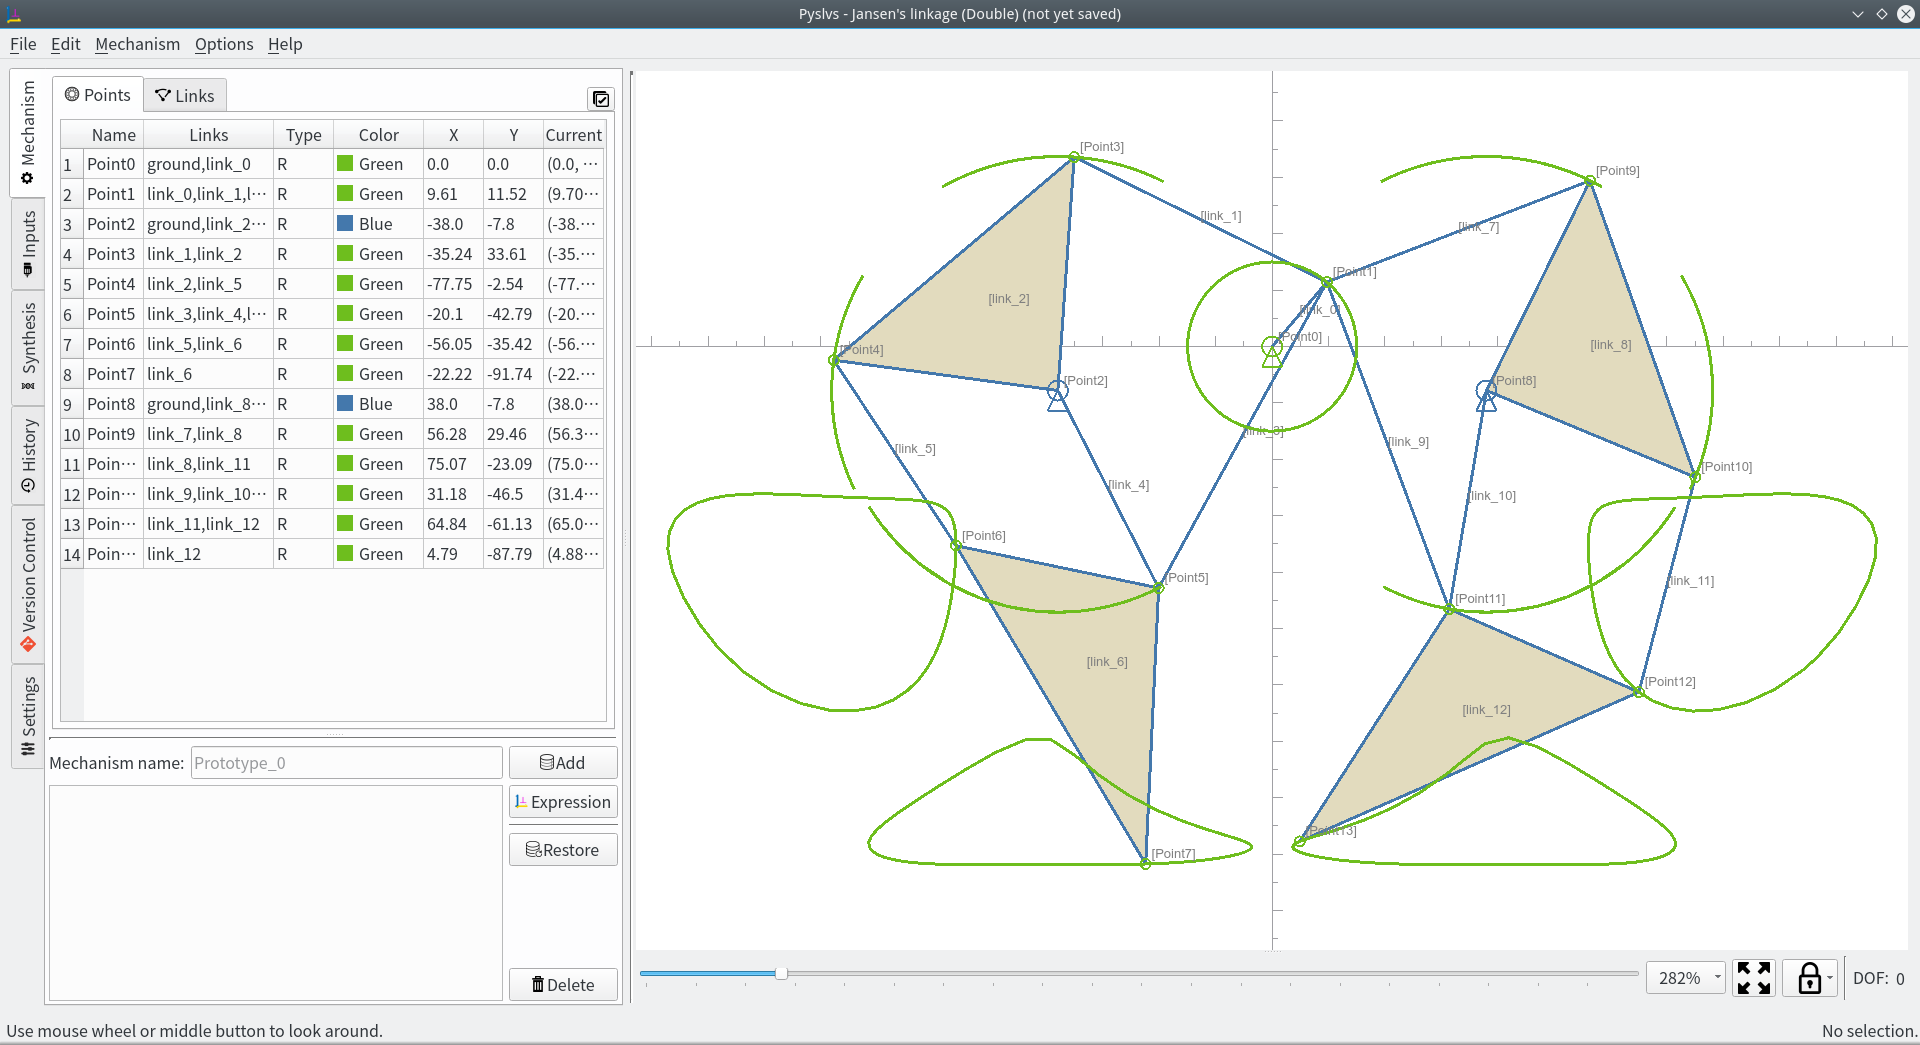 Pyslvs - Jansen's linkage (Double) (not yet saved)
File Edit Mechanism Options Help
Mechanism
Inputs
Synthesis
History
Version Control
Settings
Points Links
Name Links Type Color X Y Current
1 Point0 ground,link_0 R Green 0.0 0.0 (0.0, ⋯
2 Point1 link_0,link_1,l⋯ R Green 9.61 11.52 (9.70⋯
3 Point2 ground,link_2⋯ R Blue -38.0 -7.8 (-38.⋯
4 Point3 link_1,link_2 R Green -35.24 33.61 (-35.⋯
5 Point4 link_2,link_5 R Green -77.75 -2.54 (-77.⋯
6 Point5 link_3,link_4,l⋯ R Green -20.1 -42.79 (-20.⋯
7 Point6 link_5,link_6 R Green -56.05 -35.42 (-56.⋯
8 Point7 link_6 R Green -22.22 -91.74 (-22.⋯
9 Point8 ground,link_8⋯ R Blue 38.0 -7.8 (38.0⋯
10 Point9 link_7,link_8 R Green 56.28 29.46 (56.3⋯
11 Poin⋯ link_8,link_11 R Green 75.07 -23.09 (75.0⋯
12 Poin⋯ link_9,link_10⋯ R Green 31.18 -46.5 (31.4⋯
13 Poin⋯ link_11,link_12 R Green 64.84 -61.13 (65.0⋯
14 Poin⋯ link_12 R Green 4.79 -87.79 (4.88⋯
Mechanism name: Prototype_0 Add
Expression
Restore
Delete
[Point3]
[Point9]
[link_1]
[link_7]
[Point1]
[link_2]
[link_0]
[Point0]
[link_8]
[Point4]
[Point2]
[Point8]
[link_3]
[link_9]
[link_5]
[Point10]
[link_4]
[link_10]
[Point6]
[Point5]
[link_11]
[Point11]
[link_6]
[Point12]
[link_12]
[Point13]
[Point7]
282% DOF: 0
Use mouse wheel or middle button to look around. No selection.